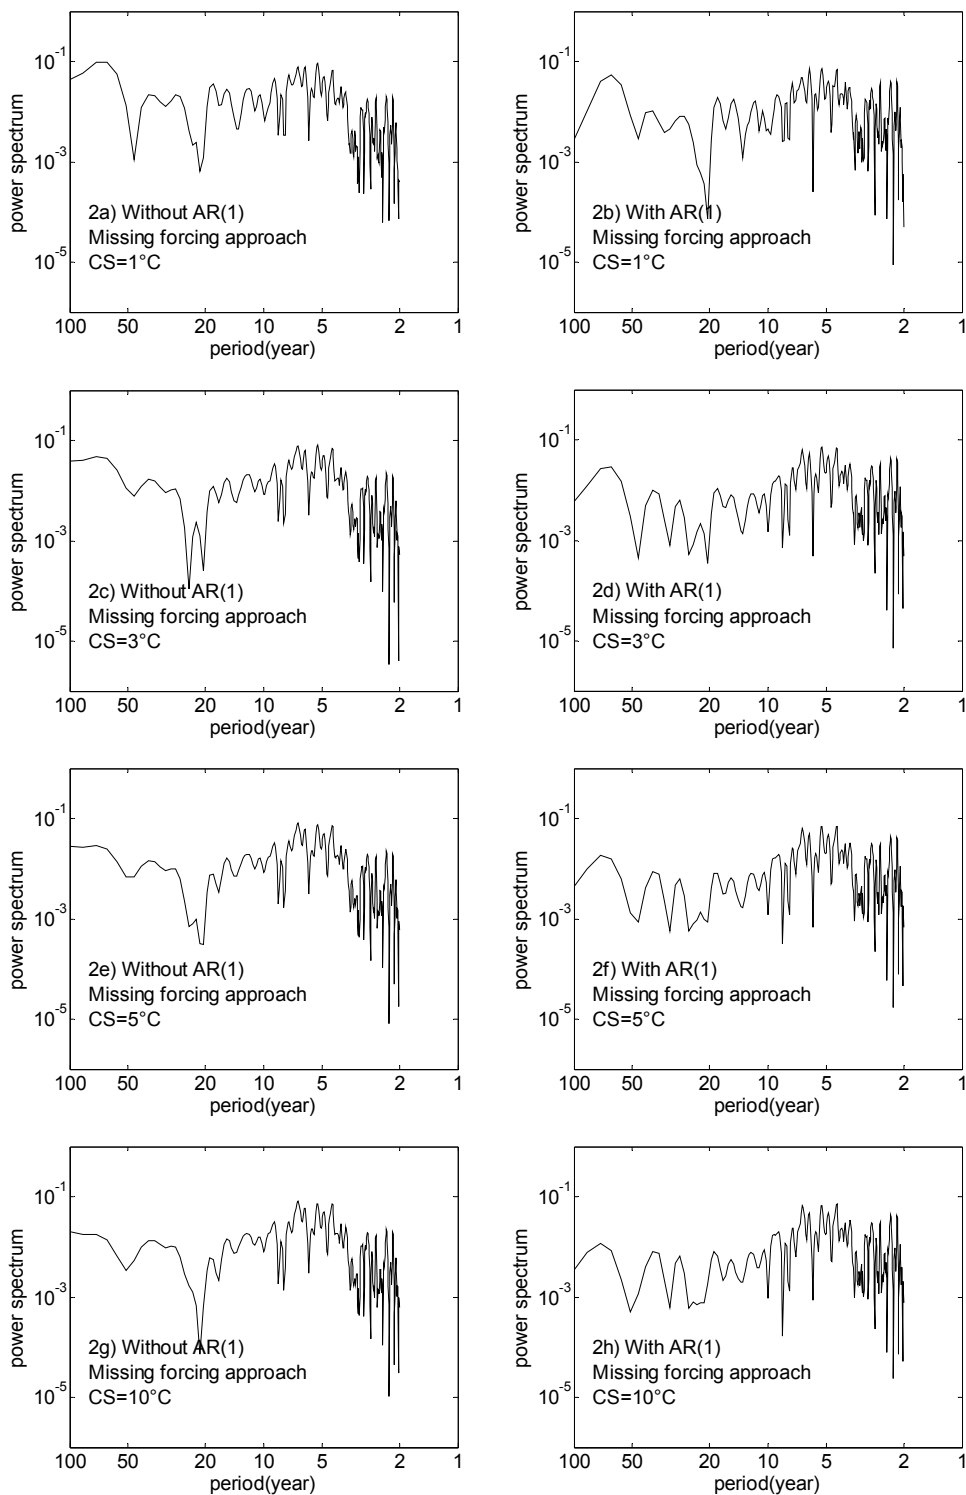 power spectrum
10-1
10-3
10-5
2a) Without AR(1)
Missing forcing approach
CS=1°C
100 50 20 10 5 2 1
period(year)
power spectrum
10-1
10-3
10-5
2b) With AR(1)
Missing forcing approach
CS=1°C
100 50 20 10 5 2 1
period(year)
power spectrum
10-1
10-3
10-5
2c) Without AR(1)
Missing forcing approach
CS=3°C
100 50 20 10 5 2 1
period(year)
power spectrum
10-1
10-3
10-5
2d) With AR(1)
Missing forcing approach
CS=3°C
100 50 20 10 5 2 1
period(year)
power spectrum
10-1
10-3
10-5
2e) Without AR(1)
Missing forcing approach
CS=5°C
100 50 20 10 5 2 1
period(year)
power spectrum
10-1
10-3
10-5
2f) With AR(1)
Missing forcing approach
CS=5°C
100 50 20 10 5 2 1
period(year)
power spectrum
10-1
10-3
10-5
2g) Without AR(1)
Missing forcing approach
CS=10°C
100 50 20 10 5 2 1
period(year)
power spectrum
10-1
10-3
10-5
2h) With AR(1)
Missing forcing approach
CS=10°C
100 50 20 10 5 2 1
period(year)